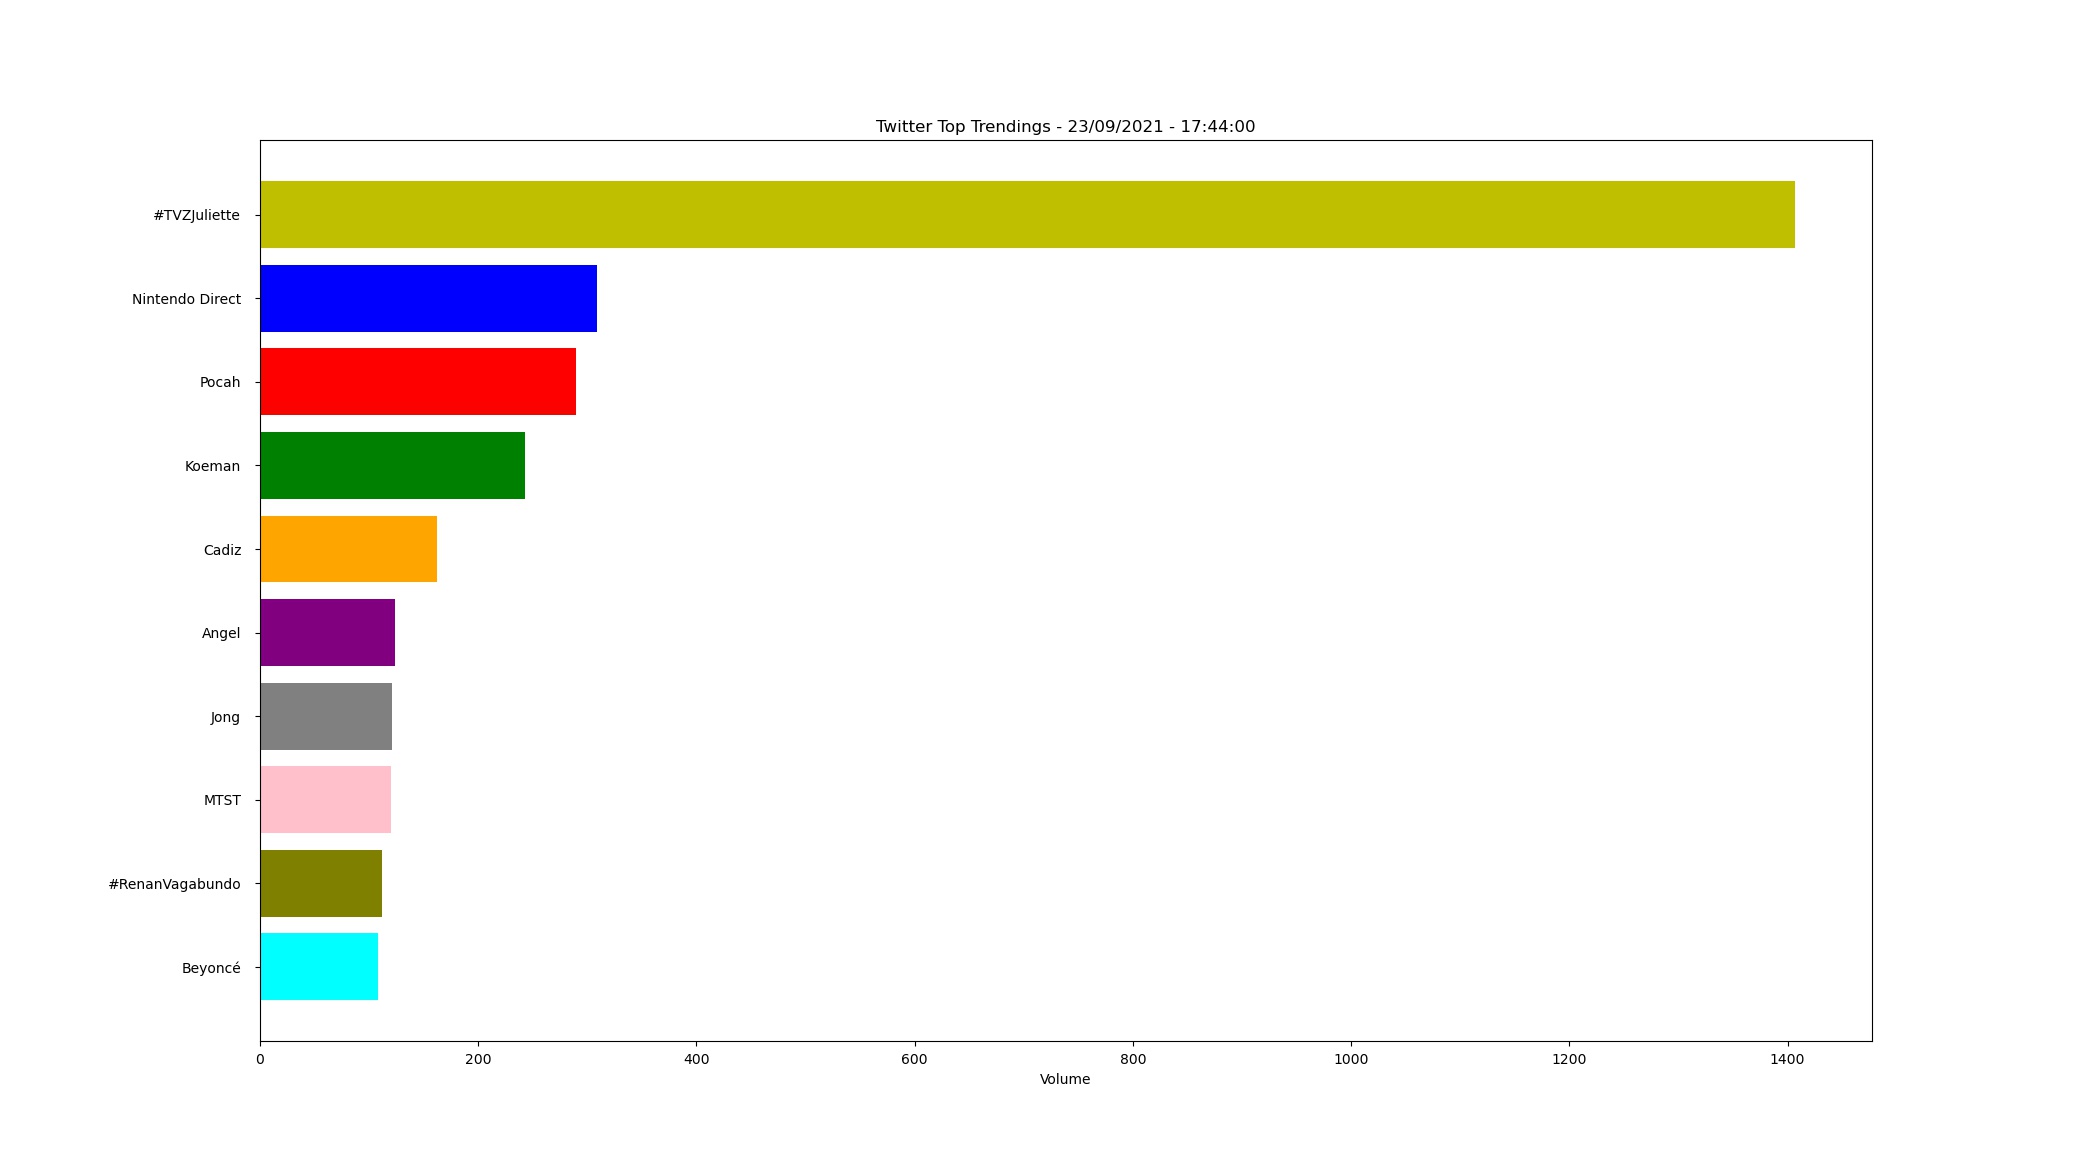 Twitter Top Trendings - 23/09/2021 - 17:44:00
#TVZJuliette
Nintendo Direct
Pocah
Koeman
Cadiz
Angel
Jong
MTST
#RenanVagabundo
Beyoncé
0 200 400 600 800 1000 1200 1400
Volume